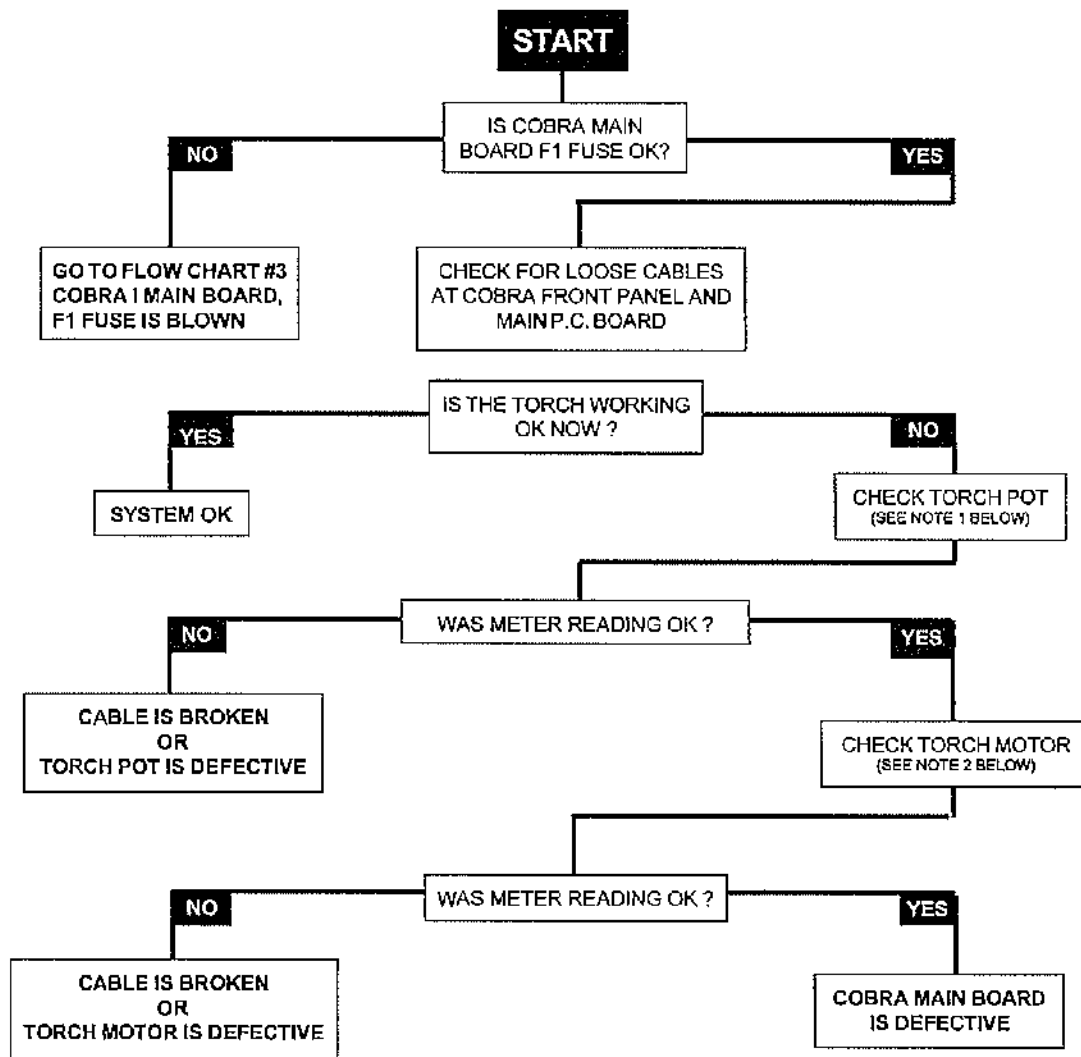 START
IS COBRA MAIN
BOARD F1 FUSE OK?
NO
YES
GO TO FLOW CHART #3
COBRA I MAIN BOARD,
F1 FUSE IS BLOWN
CHECK FOR LOOSE CABLES
AT COBRA FRONT PANEL AND
MAIN P.C. BOARD
IS THE TORCH WORKING
OK NOW ?
YES
NO
SYSTEM OK
CHECK TORCH POT
(SEE NOTE 1 BELOW)
WAS METER READING OK ?
NO
YES
CABLE IS BROKEN
OR
TORCH POT IS DEFECTIVE
CHECK TORCH MOTOR
(SEE NOTE 2 BELOW)
WAS METER READING OK ?
NO
YES
CABLE IS BROKEN
OR
TORCH MOTOR IS DEFECTIVE
COBRA MAIN BOARD
IS DEFECTIVE